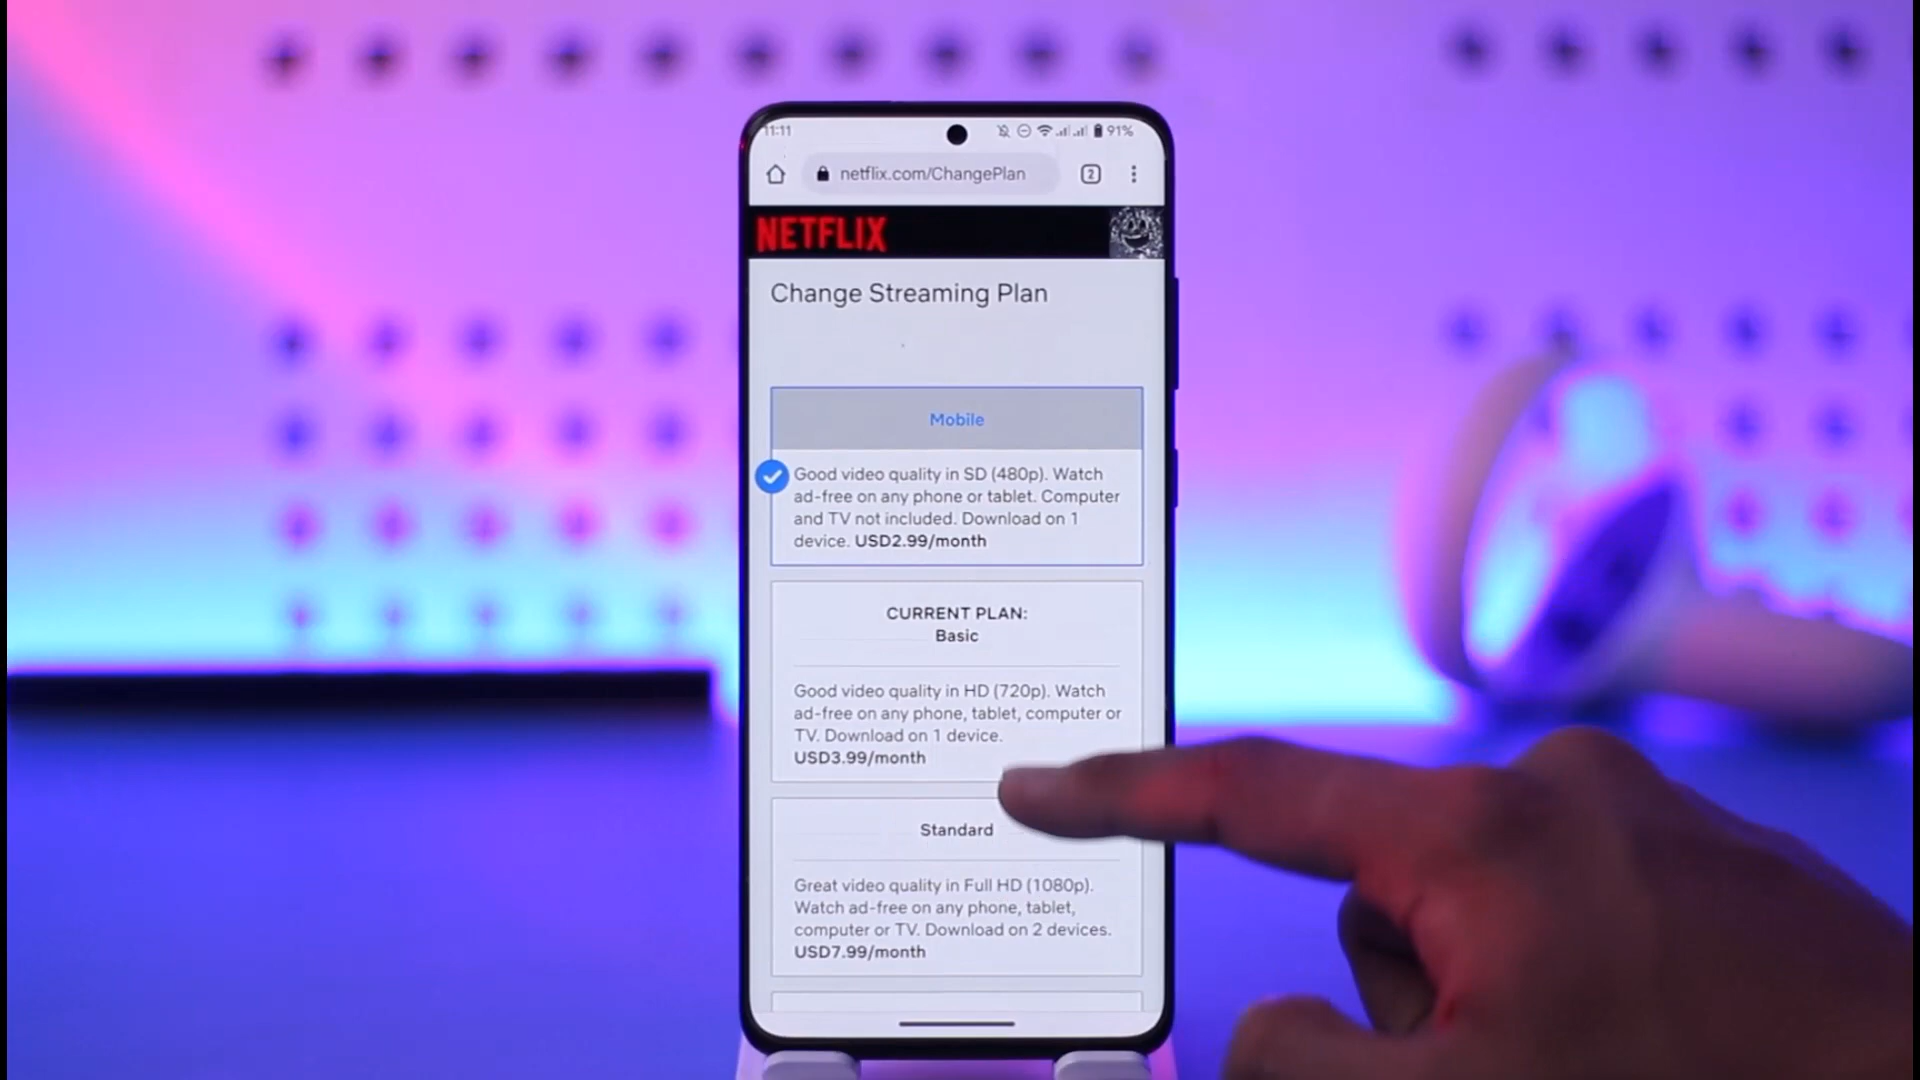 11:11
91%
netflix.com/ChangePlan
2
NETFLIX
Change Streaming Plan
Mobile
Good video quality in SD (480p). Watch
ad-free on any phone or tablet. Computer
and TV not included. Download on 1
device. USD2.99/month
CURRENT PLAN:
Basic
Good video quality in HD (720p). Watch
ad-free on any phone, tablet, computer or
TV. Download on 1 device.
USD3.99/month
Standard
Great video quality in Full HD (1080p).
Watch ad-free on any phone, tablet,
computer or TV. Download on 2 devices.
USD7.99/month